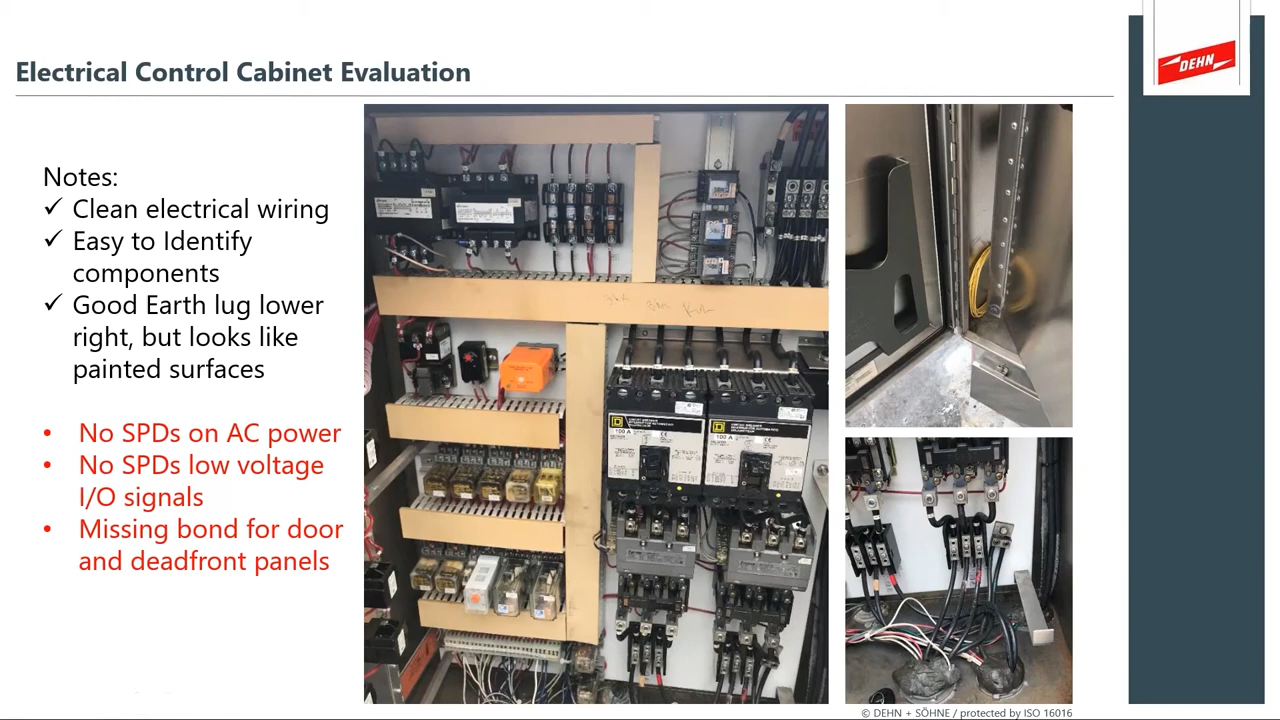 Electrical Control Cabinet Evaluation
DEHN
Notes:
✓ Clean electrical wiring
✓ Easy to Identify
components
✓ Good Earth lug lower
right, but looks like
painted surfaces
• No SPDs on AC power
• No SPDs low voltage
I/O signals
• Missing bond for door
and deadfront panels
100 A
100 A
© DEHN + SÖHNE / protected by ISO 16016